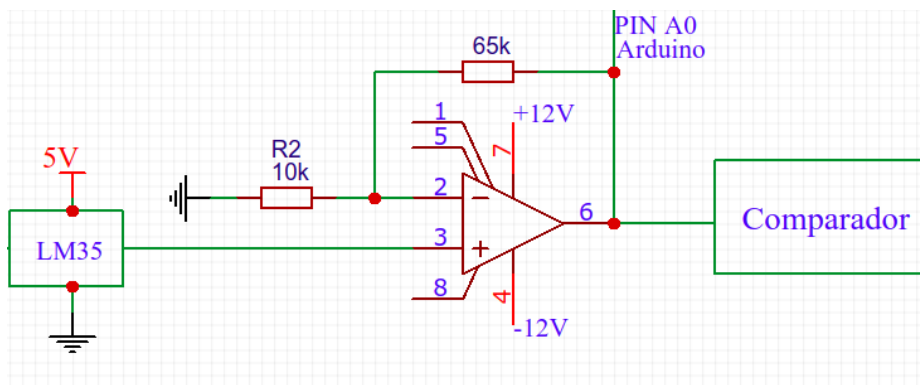 PIN A0
Arduino
65k
1
+12V
5
7
5V
R2
10k
2
6
Comparador
LM35
3
8
4
-12V